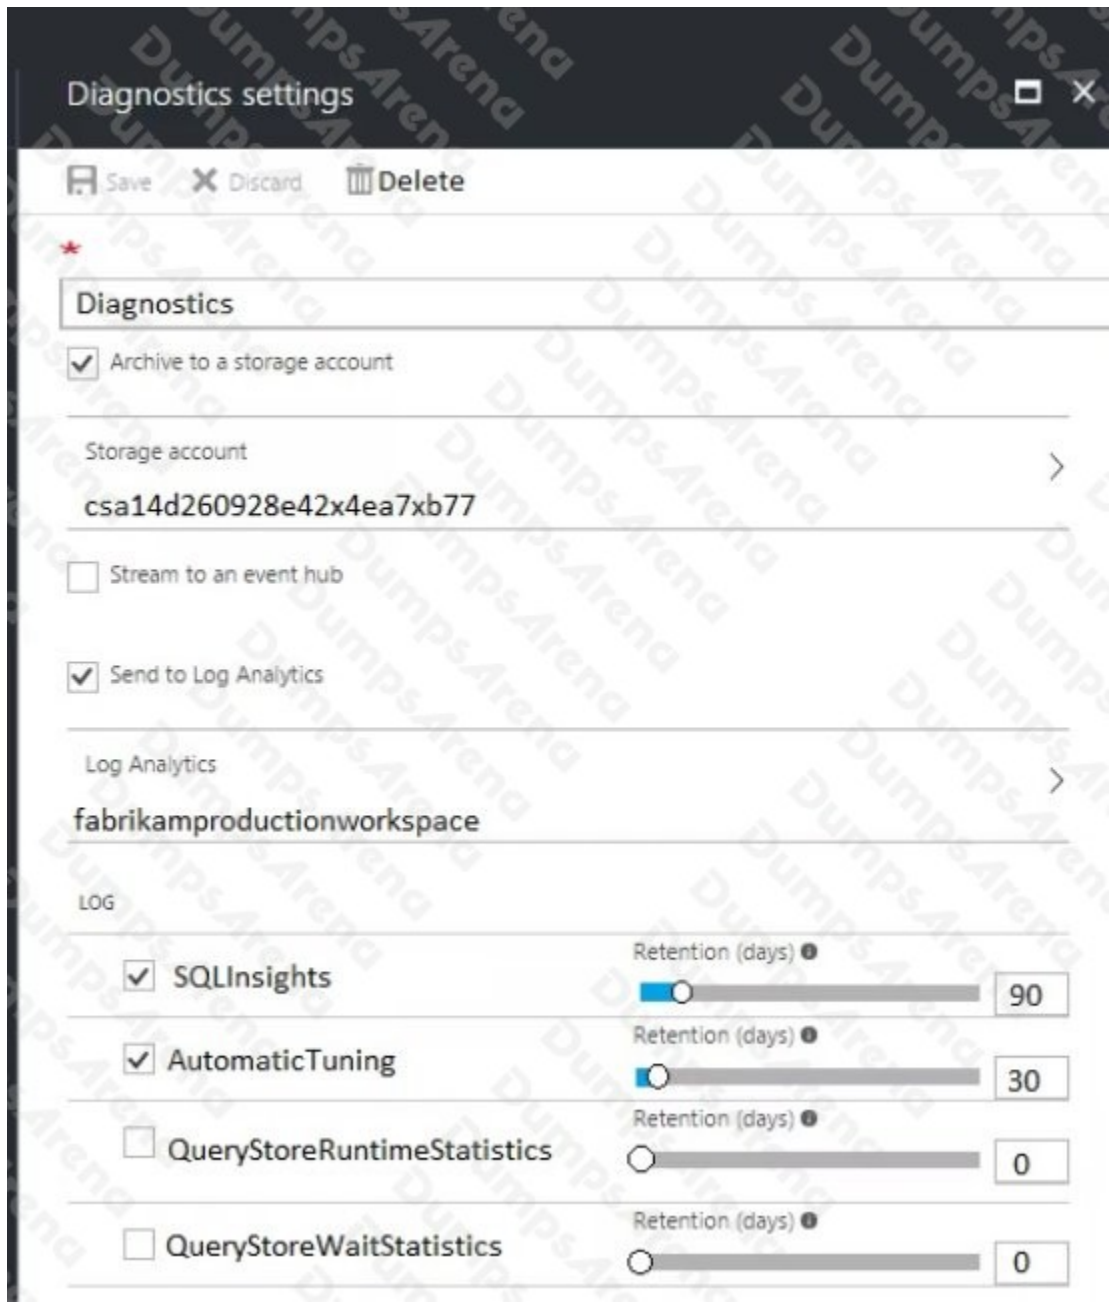 Diagnostics settings
Save Discard Delete
*
Diagnostics
Archive to a storage account
Storage account
csa14d260928e42x4ea7xb77
Stream to an event hub
Send to Log Analytics
Log Analytics
fabrikamproductionworkspace
LOG
SQLInsights Retention (days) 90
AutomaticTuning Retention (days) 30
QueryStoreRuntimeStatistics Retention (days) 0
QueryStoreWaitStatistics Retention (days) 0
DumpsArena